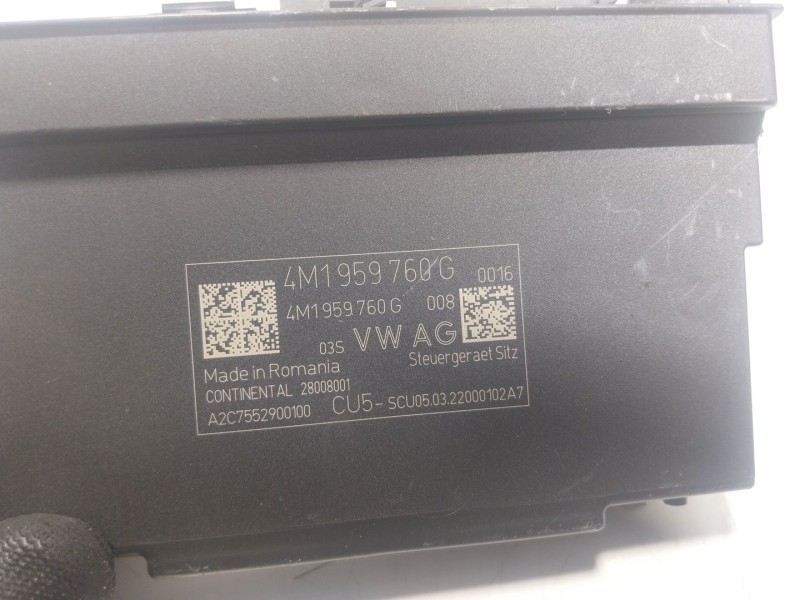 4M1 959 760 G 0016
4M1 959 760 G 008
03S VW AG
Steuergeraet Sitz
Made in Romania
CONTINENTAL 28008001
A2C7552900100 CU5- SCU05.03.22000102A7